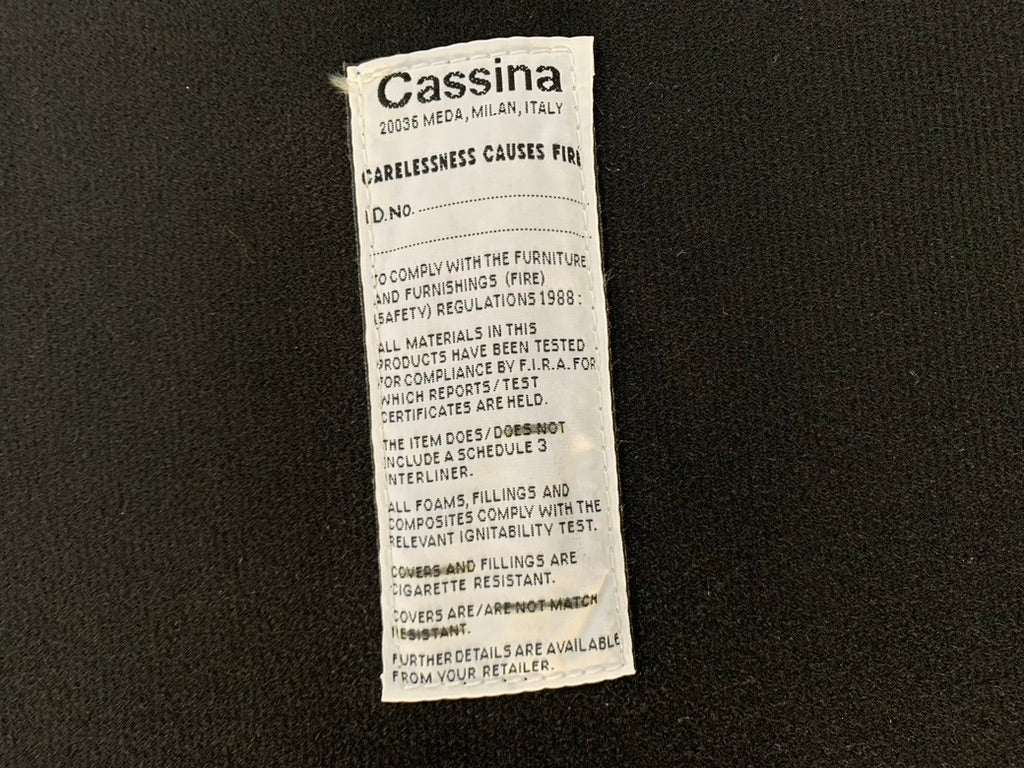 Cassina
20036 MEDA, MILAN, ITALY
CARELESSNESS CAUSES FIRE
I.D. No.
TO COMPLY WITH THE FURNITURE
AND FURNISHINGS (FIRE)
(SAFETY) REGULATIONS 1988:
ALL MATERIALS IN THIS
PRODUCTS HAVE BEEN TESTED
FOR COMPLIANCE BY F.I.R.A. FOR
WHICH REPORTS/TEST
CERTIFICATES ARE HELD.
THE ITEM DOES/DOES NOT
INCLUDE A SCHEDULE 3
INTERLINER.
ALL FOAMS, FILLINGS AND
COMPOSITES COMPLY WITH THE
RELEVANT IGNITABILITY TEST.
COVERS AND FILLINGS ARE
CIGARETTE RESISTANT.
COVERS ARE/ARE NOT MATCH
RESISTANT.
FURTHER DETAILS ARE AVAILABLE
FROM YOUR RETAILER.